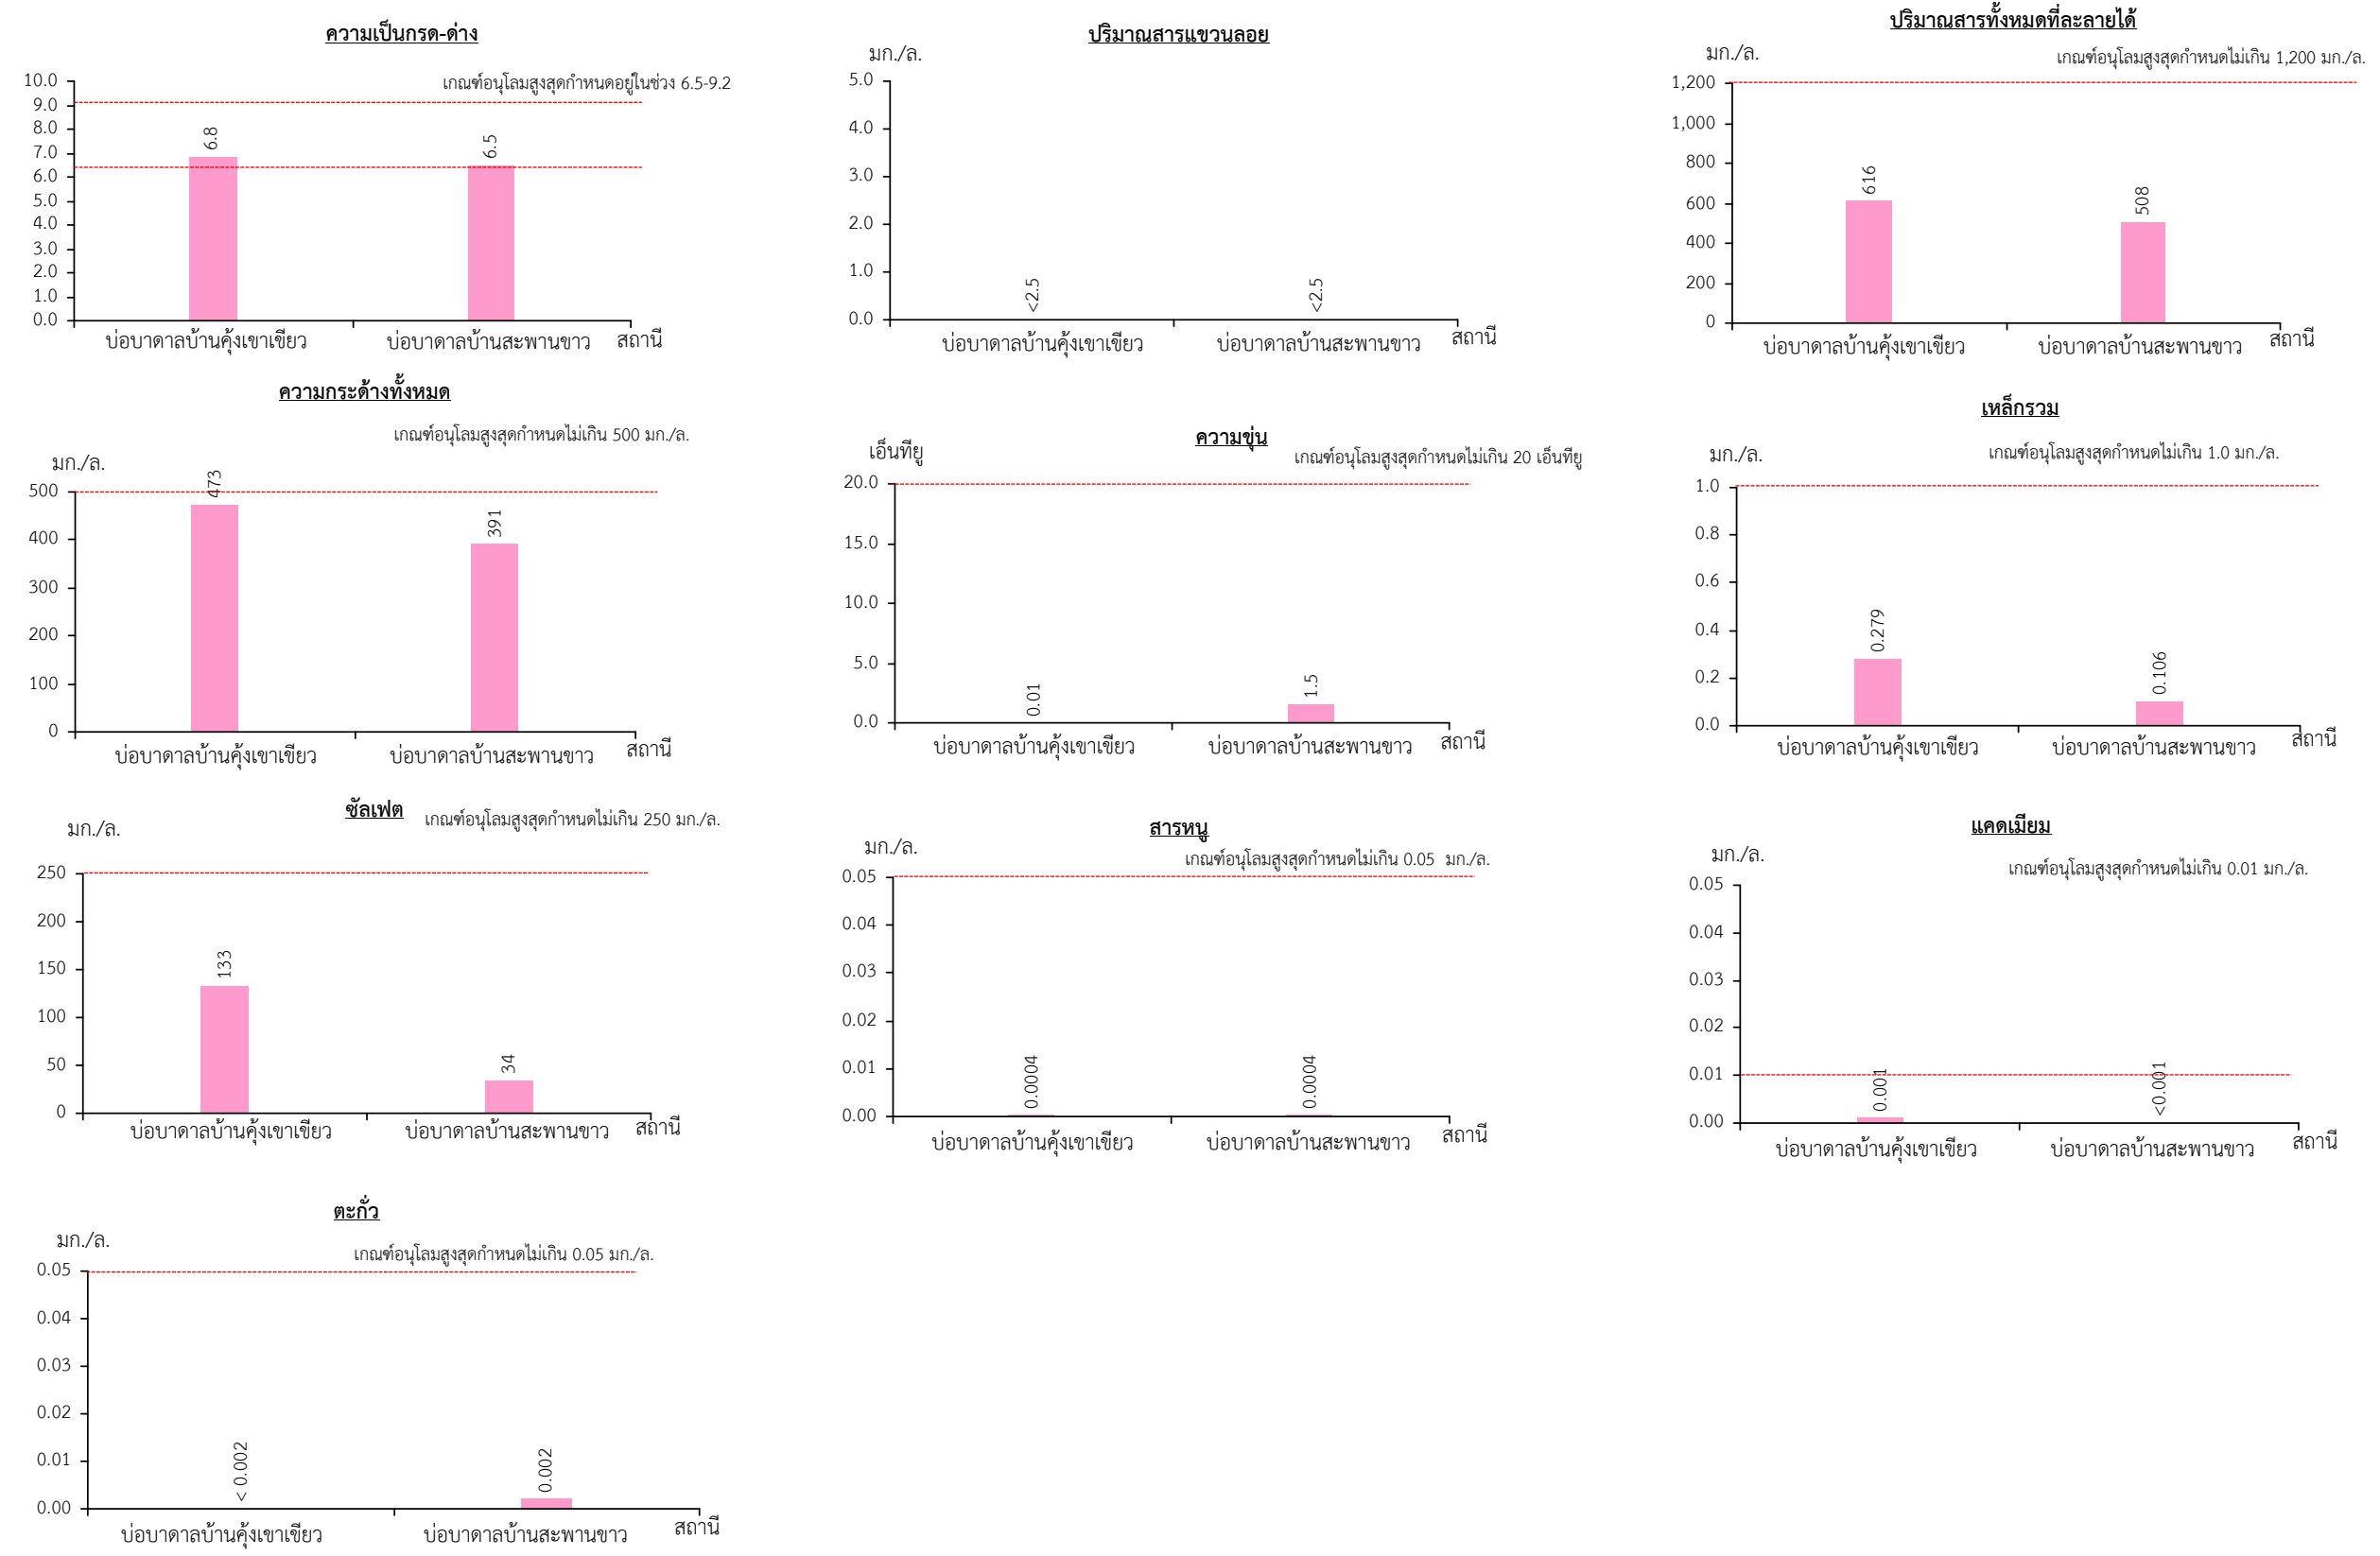 ความเป็นกรด-ด่าง
เกณฑ์อนุโลมสูงสุดกำหนดอยู่ในช่วง 6.5-9.2
10.0
9.0
8.0
7.0
6.0
5.0
4.0
3.0
2.0
1.0
0.0
6.8
6.5
บ่อบาดาลบ้านคุ้งเขาเขียว
บ่อบาดาลบ้านสะพานขาว
สถานี
ปริมาณสารแขวนลอย
มก./ล.
5.0
4.0
3.0
2.0
1.0
0.0
<2.5
<2.5
บ่อบาดาลบ้านคุ้งเขาเขียว
บ่อบาดาลบ้านสะพานขาว
สถานี
ปริมาณสารทั้งหมดที่ละลายได้
มก./ล.
เกณฑ์อนุโลมสูงสุดกำหนดไม่เกิน 1,200 มก./ล.
1,200
1,000
800
600
400
200
0
616
508
บ่อบาดาลบ้านคุ้งเขาเขียว
บ่อบาดาลบ้านสะพานขาว
สถานี
ความกระด้างทั้งหมด
เกณฑ์อนุโลมสูงสุดกำหนดไม่เกิน 500 มก./ล.
มก./ล.
500
400
300
200
100
0
473
391
บ่อบาดาลบ้านคุ้งเขาเขียว
บ่อบาดาลบ้านสะพานขาว
สถานี
ความขุ่น
เอ็นทียู
เกณฑ์อนุโลมสูงสุดกำหนดไม่เกิน 20 เอ็นทียู
20.0
15.0
10.0
5.0
0.0
0.01
1.5
บ่อบาดาลบ้านคุ้งเขาเขียว
บ่อบาดาลบ้านสะพานขาว
สถานี
เหล็กรวม
มก./ล.
เกณฑ์อนุโลมสูงสุดกำหนดไม่เกิน 1.0 มก./ล.
1.0
0.8
0.6
0.4
0.2
0.0
0.279
0.106
บ่อบาดาลบ้านคุ้งเขาเขียว
บ่อบาดาลบ้านสะพานขาว
สถานี
ซัลเฟต
เกณฑ์อนุโลมสูงสุดกำหนดไม่เกิน 250 มก./ล.
มก./ล.
250
200
150
100
50
0
133
34
บ่อบาดาลบ้านคุ้งเขาเขียว
บ่อบาดาลบ้านสะพานขาว
สถานี
สารหนู
มก./ล.
เกณฑ์อนุโลมสูงสุดกำหนดไม่เกิน 0.05 มก./ล.
0.05
0.04
0.03
0.02
0.01
0.00
0.0004
0.0004
บ่อบาดาลบ้านคุ้งเขาเขียว
บ่อบาดาลบ้านสะพานขาว
สถานี
แคดเมียม
มก./ล.
เกณฑ์อนุโลมสูงสุดกำหนดไม่เกิน 0.01 มก./ล.
0.05
0.04
0.03
0.02
0.01
0.00
0.001
<0.001
บ่อบาดาลบ้านคุ้งเขาเขียว
บ่อบาดาลบ้านสะพานขาว
สถานี
ตะกั่ว
มก./ล.
เกณฑ์อนุโลมสูงสุดกำหนดไม่เกิน 0.05 มก./ล.
0.05
0.04
0.03
0.02
0.01
0.00
< 0.002
0.002
บ่อบาดาลบ้านคุ้งเขาเขียว
บ่อบาดาลบ้านสะพานขาว
สถานี